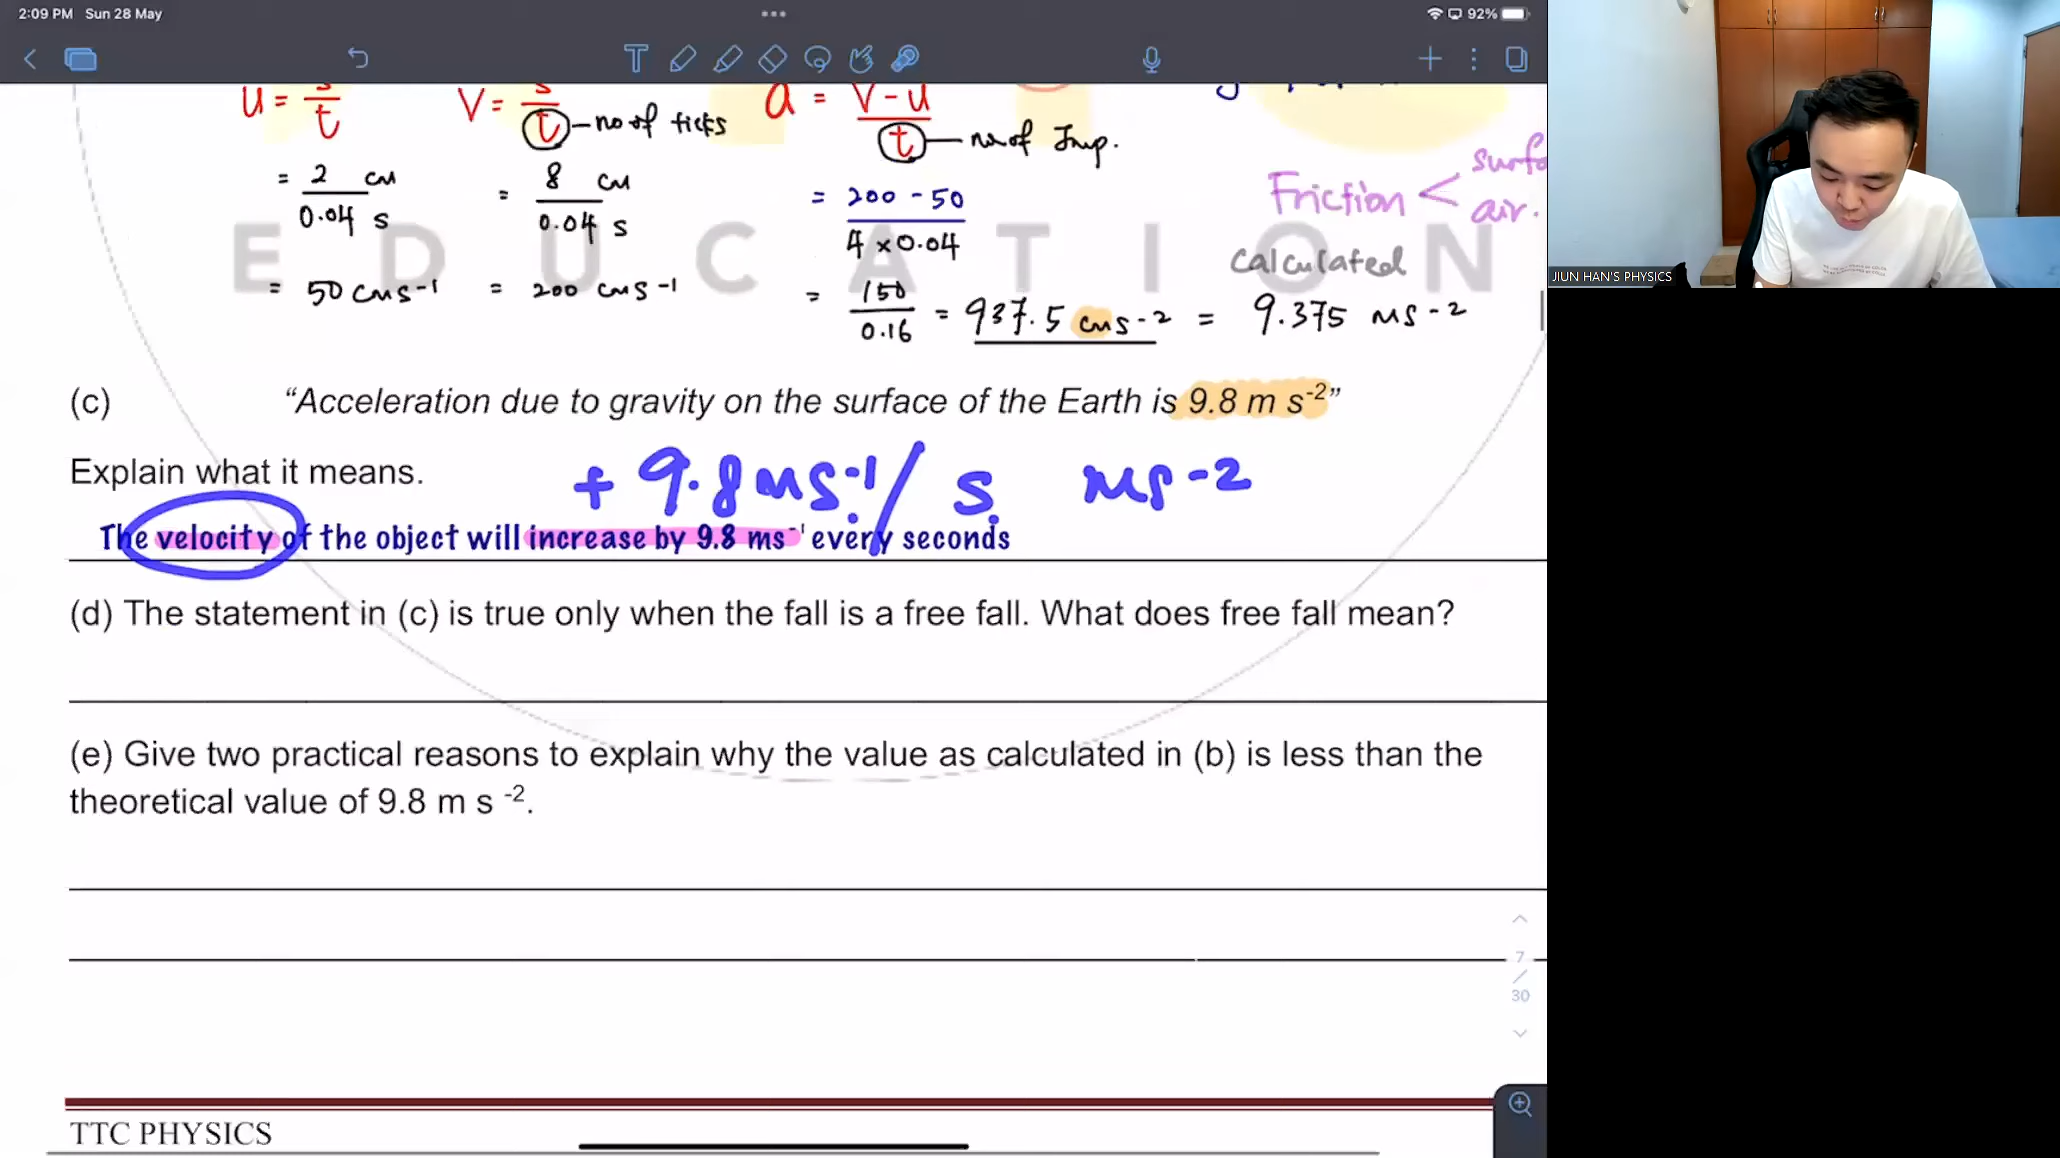 2:09 PM Sun 28 May
92%
u = s/t
v = s/t — no of ticks
a = v - u / t — no of Imp.
= 2 cm / 0.04 s
= 8 cm / 0.04 s
= 200 - 50 / 4 × 0.04
Friction < surfa
air.
EDUCATION
calculated
= 50 cms-1
= 200 cms-1
= 150 / 0.16 = 937.5 cms-2 = 9.375 ms-2
JIUN HAN'S PHYSICS
(c) “Acceleration due to gravity on the surface of the Earth is 9.8 m s-2”
Explain what it means.
+ 9.8 ms-1 / s ms-2
The velocity of the object will increase by 9.8 ms-1 every seconds
(d) The statement in (c) is true only when the fall is a free fall. What does free fall mean?
(e) Give two practical reasons to explain why the value as calculated in (b) is less than the
theoretical value of 9.8 m s -2.
7
/
30
TTC PHYSICS